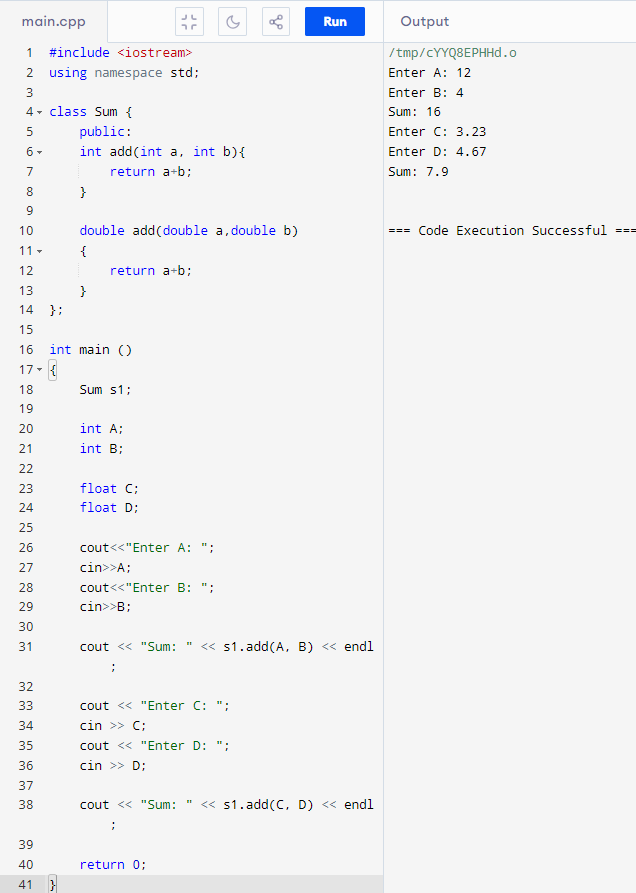 main.cpp
Run
Output
1 #include <iostream>
2 using namespace std;
3
4 class Sum {
5     public:
6     int add(int a, int b){
7         return a+b;
8     }
9
10     double add(double a,double b)
11     {
12         return a+b;
13     }
14 };
15
16 int main ()
17 {
18     Sum s1;
19
20     int A;
21     int B;
22
23     float C;
24     float D;
25
26     cout<<"Enter A: ";
27     cin>>A;
28     cout<<"Enter B: ";
29     cin>>B;
30
31     cout << "Sum: " << s1.add(A, B) << endl
        ;
32
33     cout << "Enter C: ";
34     cin >> C;
35     cout << "Enter D: ";
36     cin >> D;
37
38     cout << "Sum: " << s1.add(C, D) << endl
        ;
39
40     return 0;
41 }
/tmp/cYYQ8EPHHd.o
Enter A: 12
Enter B: 4
Sum: 16
Enter C: 3.23
Enter D: 4.67
Sum: 7.9
=== Code Execution Successful ===